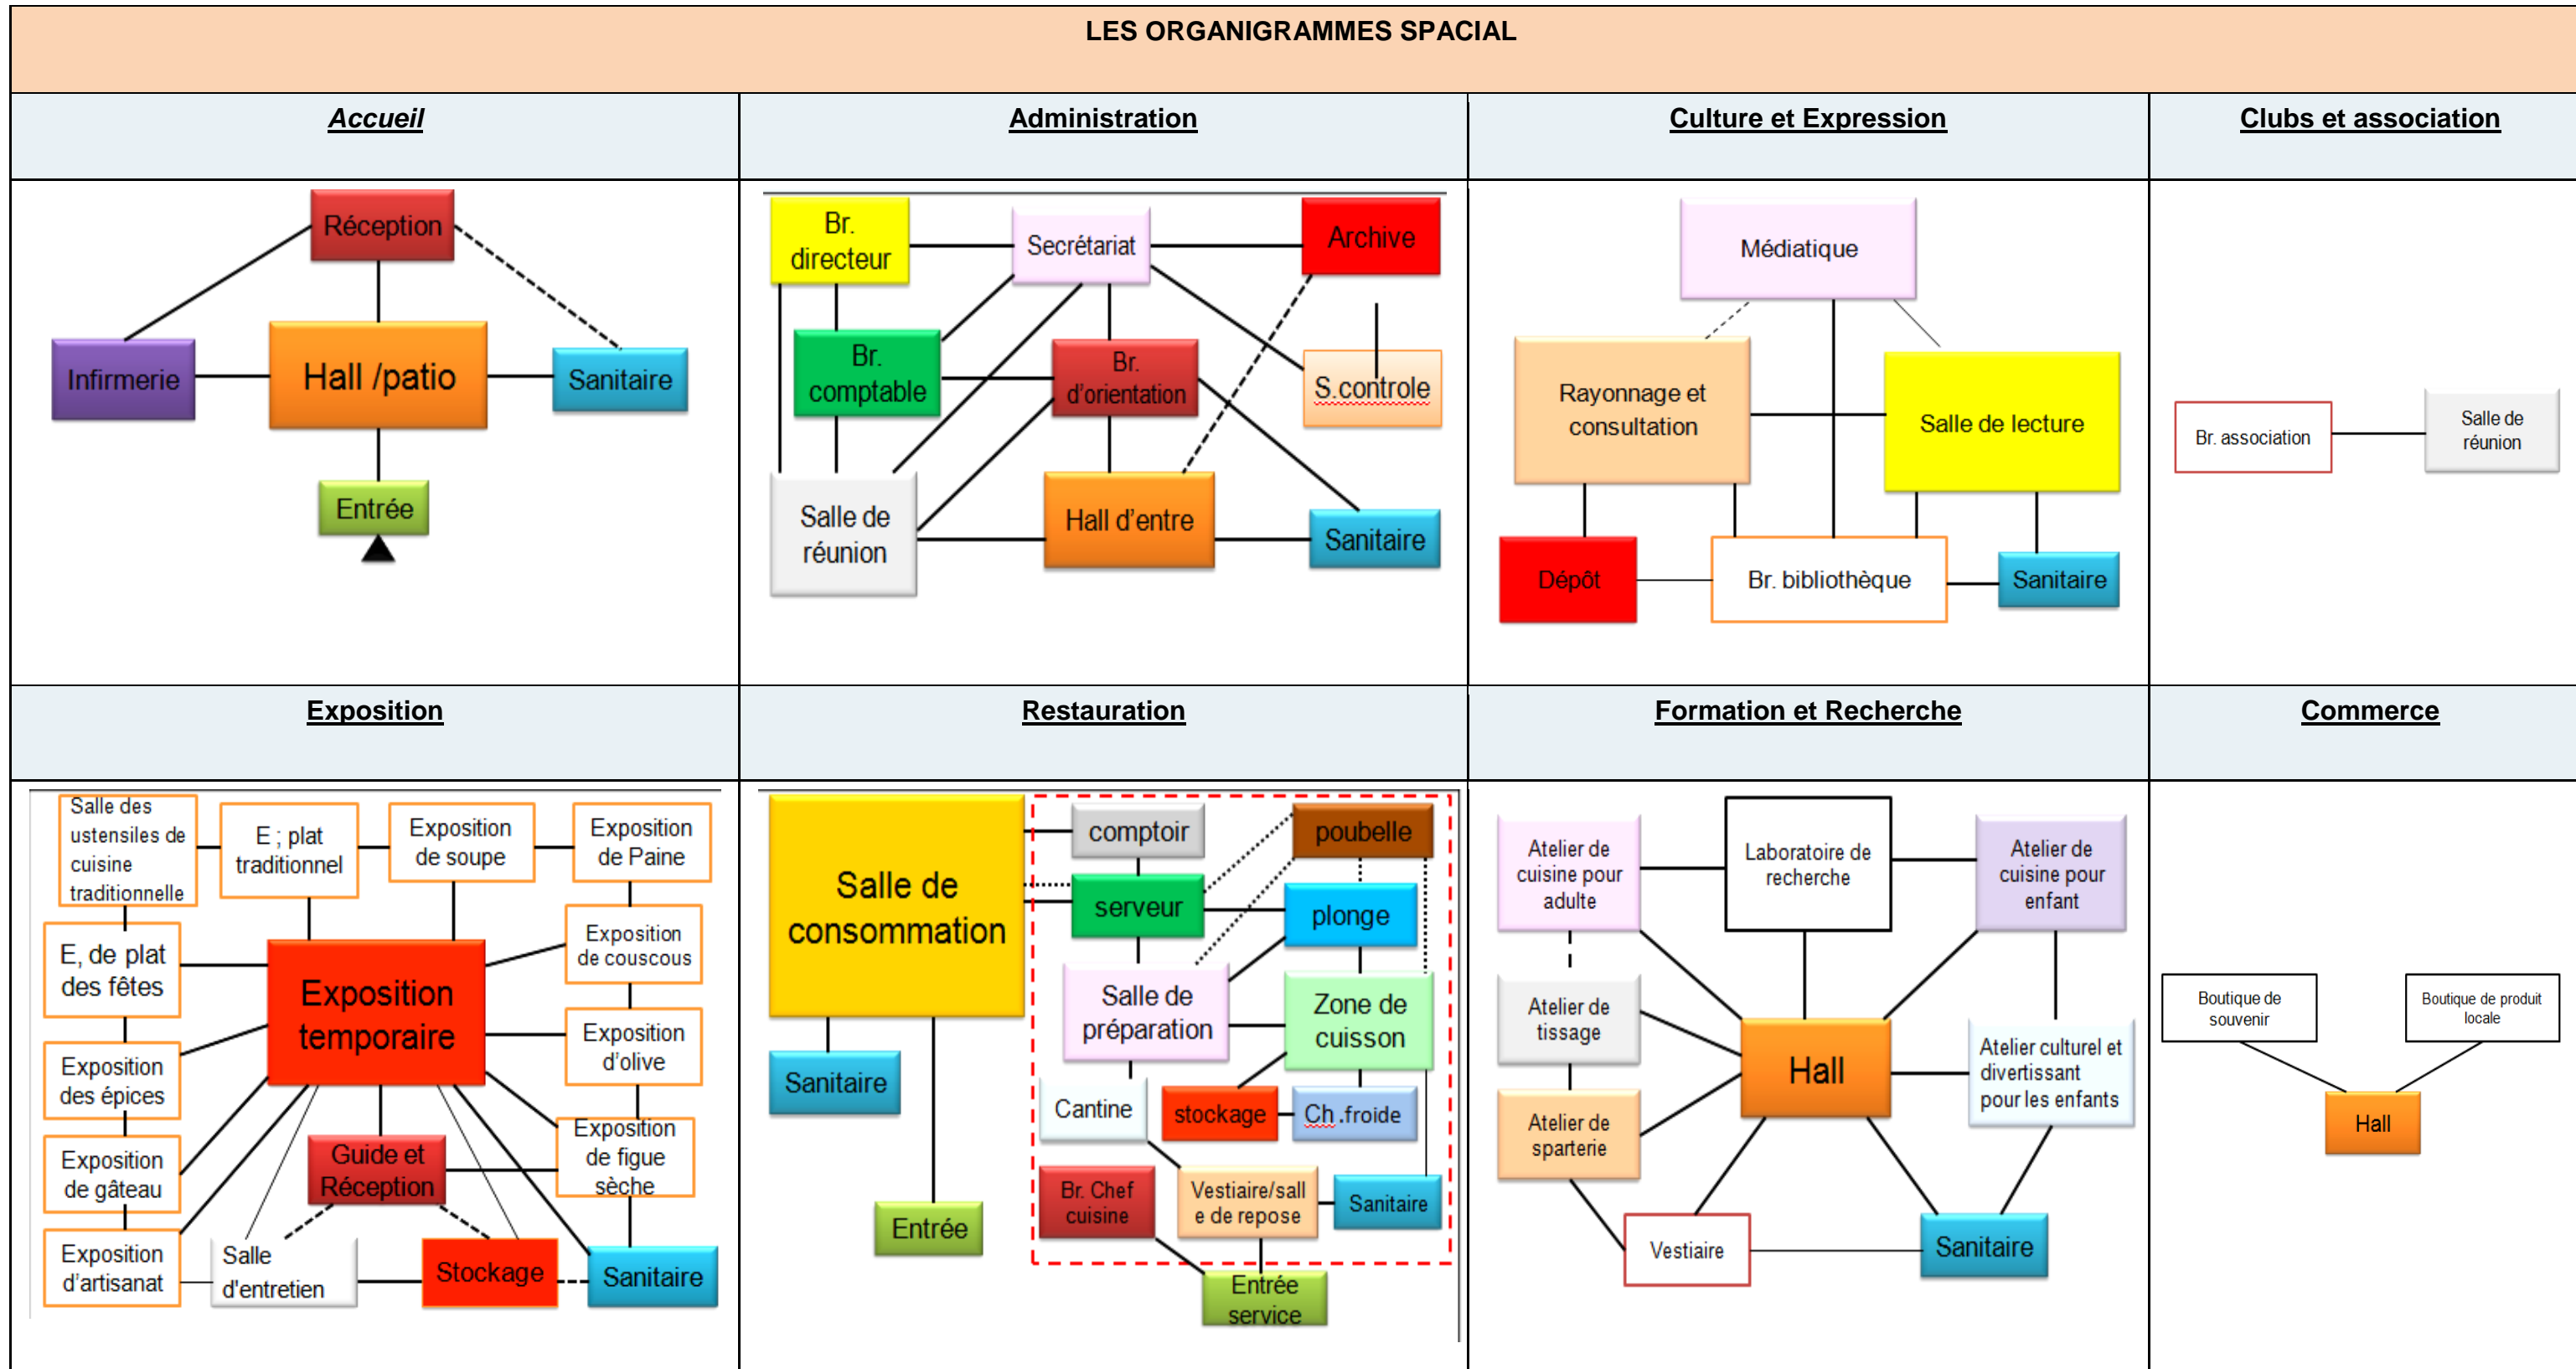 LES ORGANIGRAMMES SPACIAL
Accueil
Administration
Culture et Expression
Clubs et association
Réception
Infirmerie
Hall /patio
Sanitaire
Entrée
Br.
directeur
Secrétariat
Archive
Br.
comptable
Br.
d'orientation
S.controle
Salle de
réunion
Hall d'entre
Sanitaire
Médiatique
Rayonnage et
consultation
Salle de lecture
Dépôt
Br. bibliothèque
Sanitaire
Br. association
Salle de
réunion
Exposition
Restauration
Formation et Recherche
Commerce
Salle des
ustensiles de
cuisine
traditionnelle
E ; plat
traditionnel
Exposition
de soupe
Exposition
de Paine
E, de plat
des fêtes
Exposition
temporaire
Exposition
de couscous
Exposition
des épices
Exposition
d'olive
Exposition
de gâteau
Guide et
Réception
Exposition
de figue
sèche
Exposition
d'artisanat
Salle
d'entretien
Stockage
Sanitaire
Salle de
consommation
comptoir
poubelle
serveur
plonge
Salle de
préparation
Zone de
cuisson
Sanitaire
Cantine
stockage
Ch .froide
Br. Chef
cuisine
Vestiaire/sall
e de repose
Sanitaire
Entrée
Entrée
service
Atelier de
cuisine pour
adulte
Laboratoire de
recherche
Atelier de
cuisine pour
enfant
Atelier de
tissage
Hall
Atelier culturel et
divertissant
pour les enfants
Atelier de
sparterie
Vestiaire
Sanitaire
Boutique de
souvenir
Boutique de produit
locale
Hall